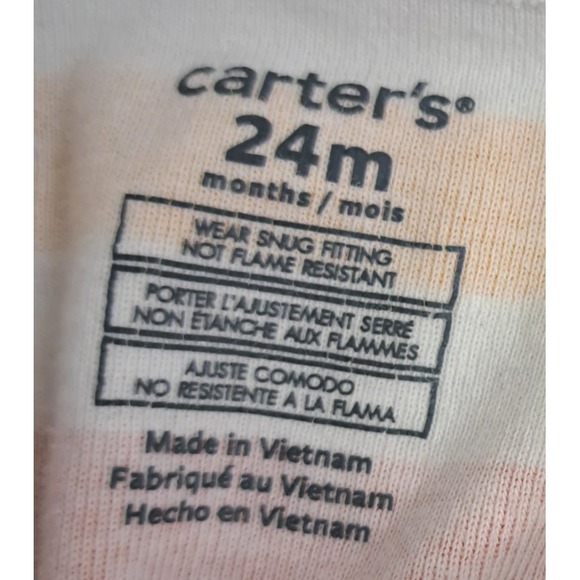 carter's®
24m
months / mois
WEAR SNUG FITTING
NOT FLAME RESISTANT
PORTER L'AJUSTEMENT SERRÉ
NON ÉTANCHE AUX FLAMMES
AJUSTE COMODO
NO RESISTENTE A LA FLAMA
Made in Vietnam
Fabriqué au Vietnam
Hecho en Vietnam